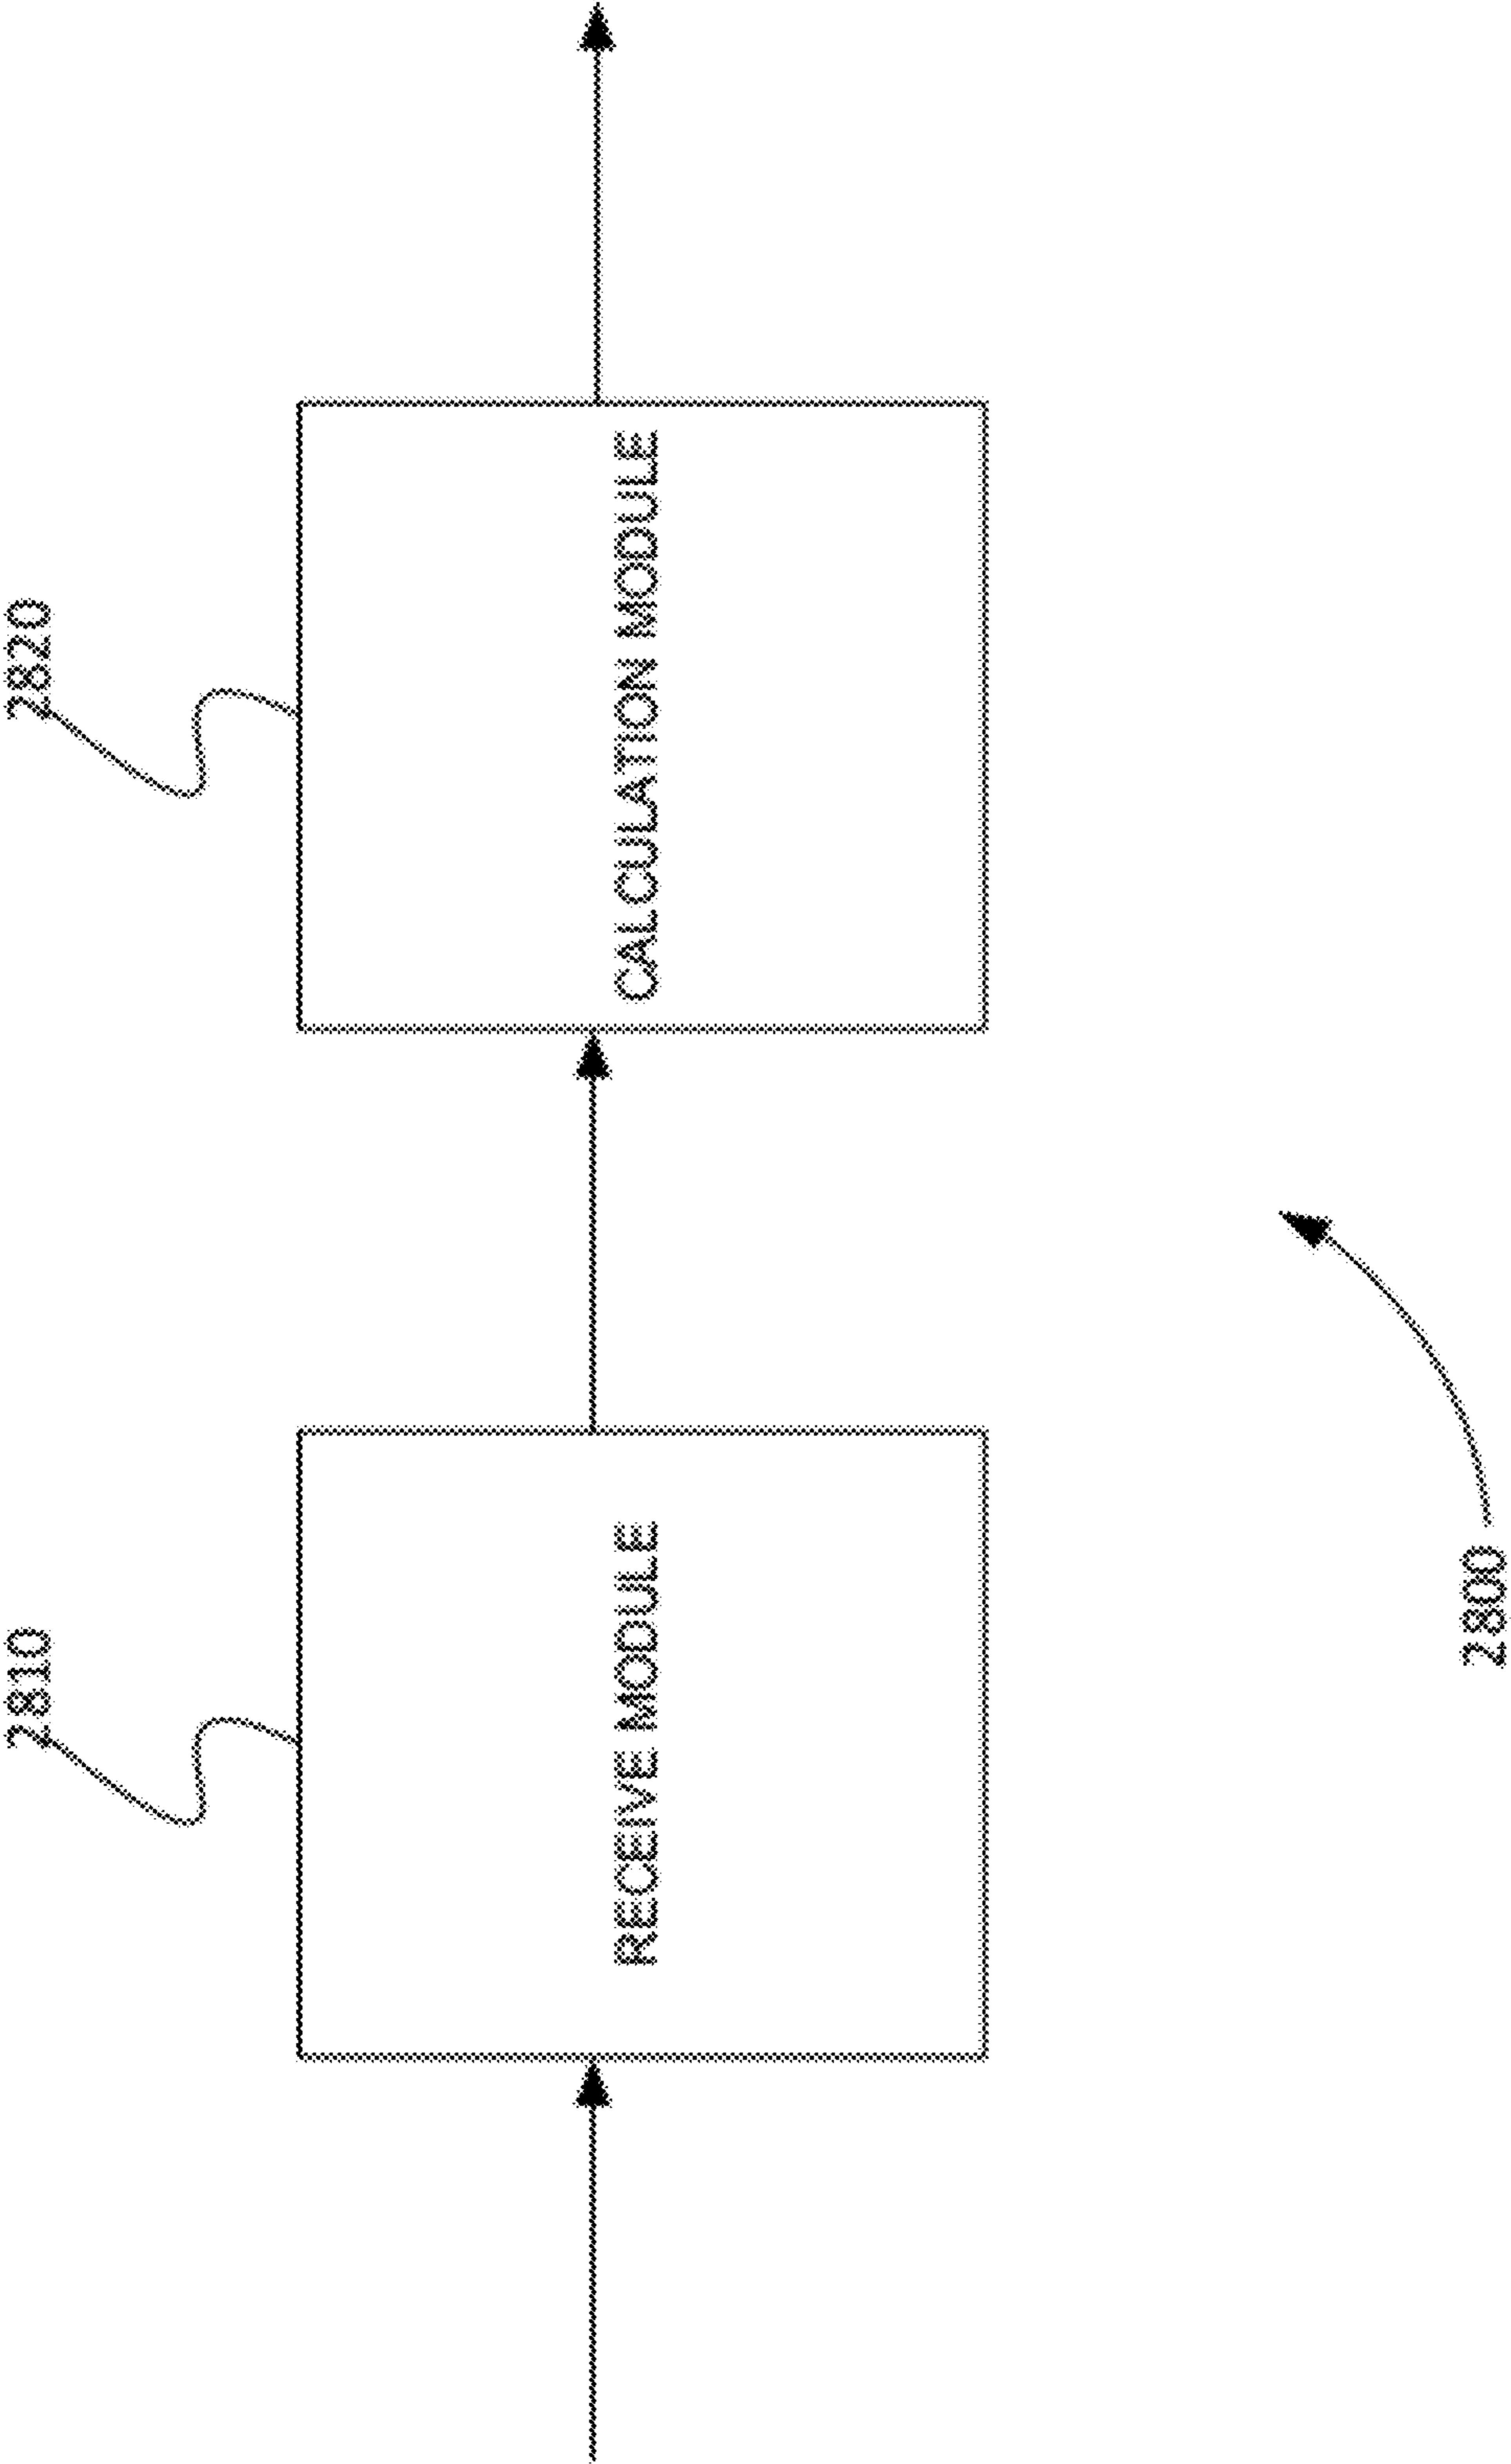 2810
2820
RECEIVE MODULE
CALCULATION MODULE
2800